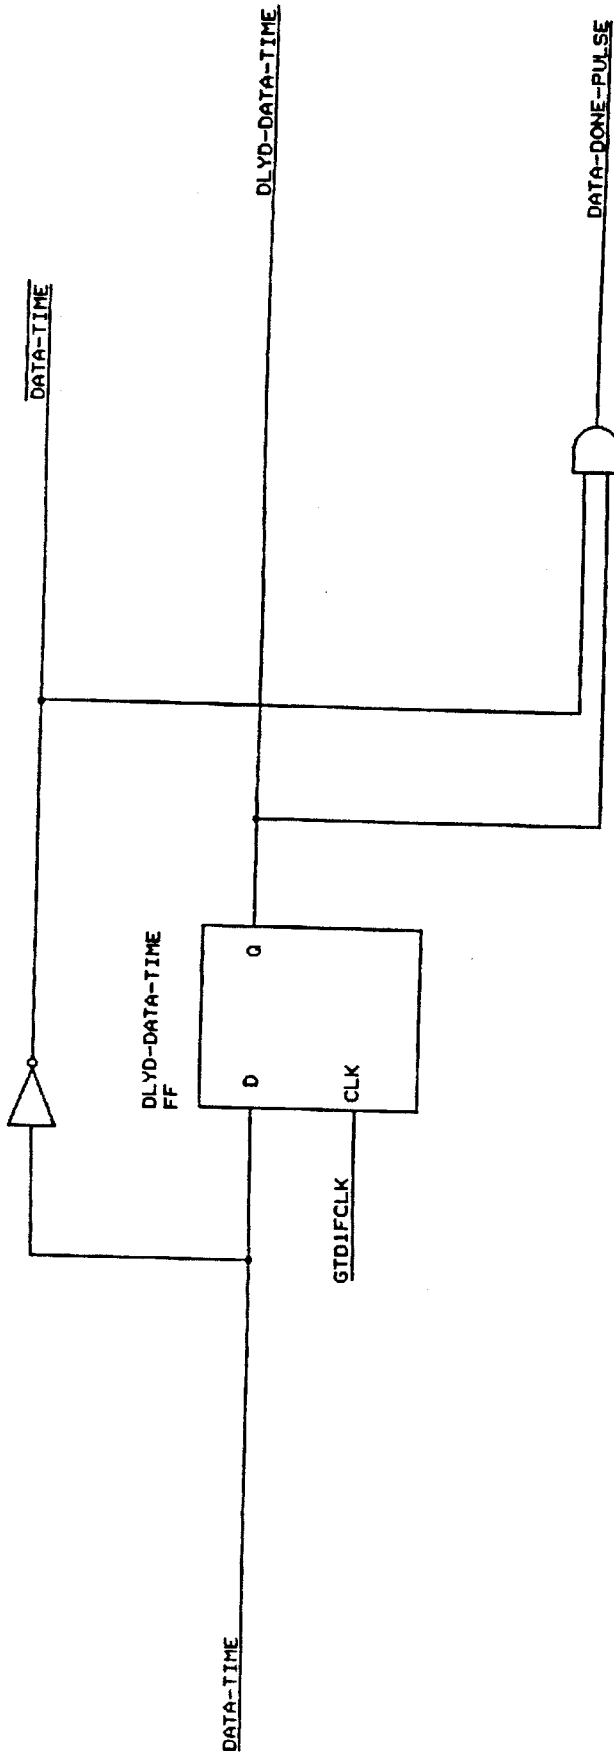 DATA-TIME
DLYD-DATA-TIME
DATA-DONE-PULSE
DLYD-DATA-TIME
FF
D
Q
CLK
GTD1FCLK
DATA-TIME